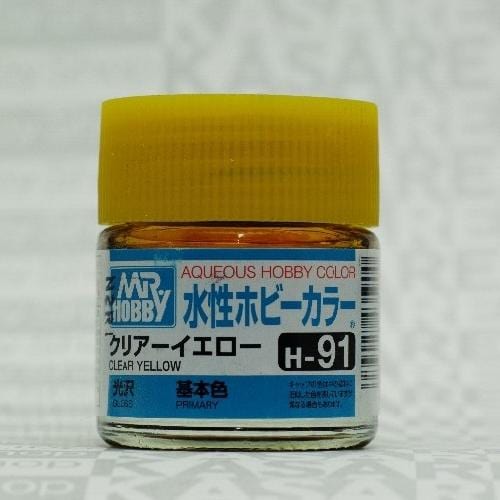 AQUEOUS HOBBY COLOR
MR
HOBBY
水性ホビーカラー
クリアーイエロー
CLEAR YELLOW
H-91
光沢
GLOSS
基本色
PRIMARY
KASARE